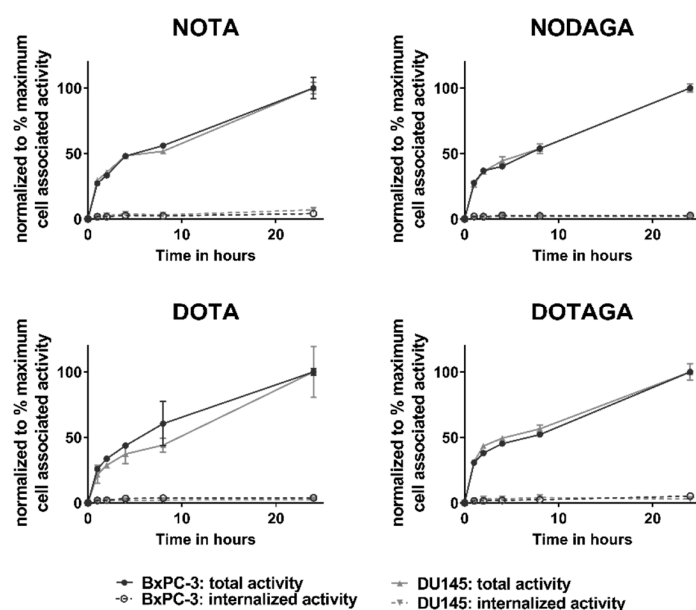 NOTA
normalized to % maximum
cell associated activity
100
50
0
0
10
20
Time in hours
NODAGA
normalized to % maximum
cell associated activity
100
50
0
0
10
20
Time in hours
DOTA
normalized to % maximum
cell associated activity
100
50
0
0
10
20
Time in hours
DOTAGA
normalized to % maximum
cell associated activity
100
50
0
0
10
20
Time in hours
BxPC-3: total activity
BxPC-3: internalized activity
DU145: total activity
DU145: internalized activity